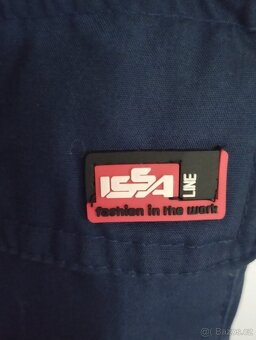 ISSA
LINE
fashion in the work
Bazos.cz